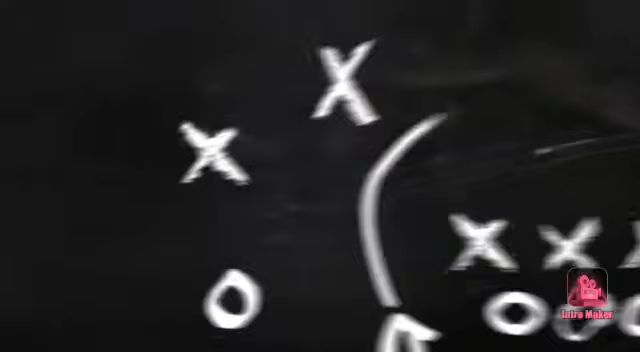 X
X
X X
O
O O
Intro Maker